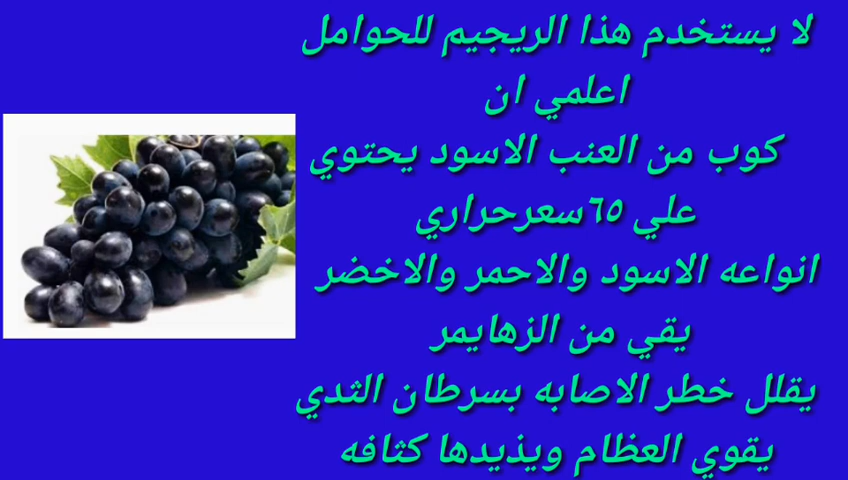 لا يستخدم هذا الريجيم للحوامل
اعلمي ان
كوب من العنب الاسود يحتوي
علي ٦٥سعرحراري
انواعه الاسود والاحمر والاخضر
يقي من الزهايمر
يقلل خطر الاصابه بسرطان الثدي
يقوي العظام ويذيدها كثافه